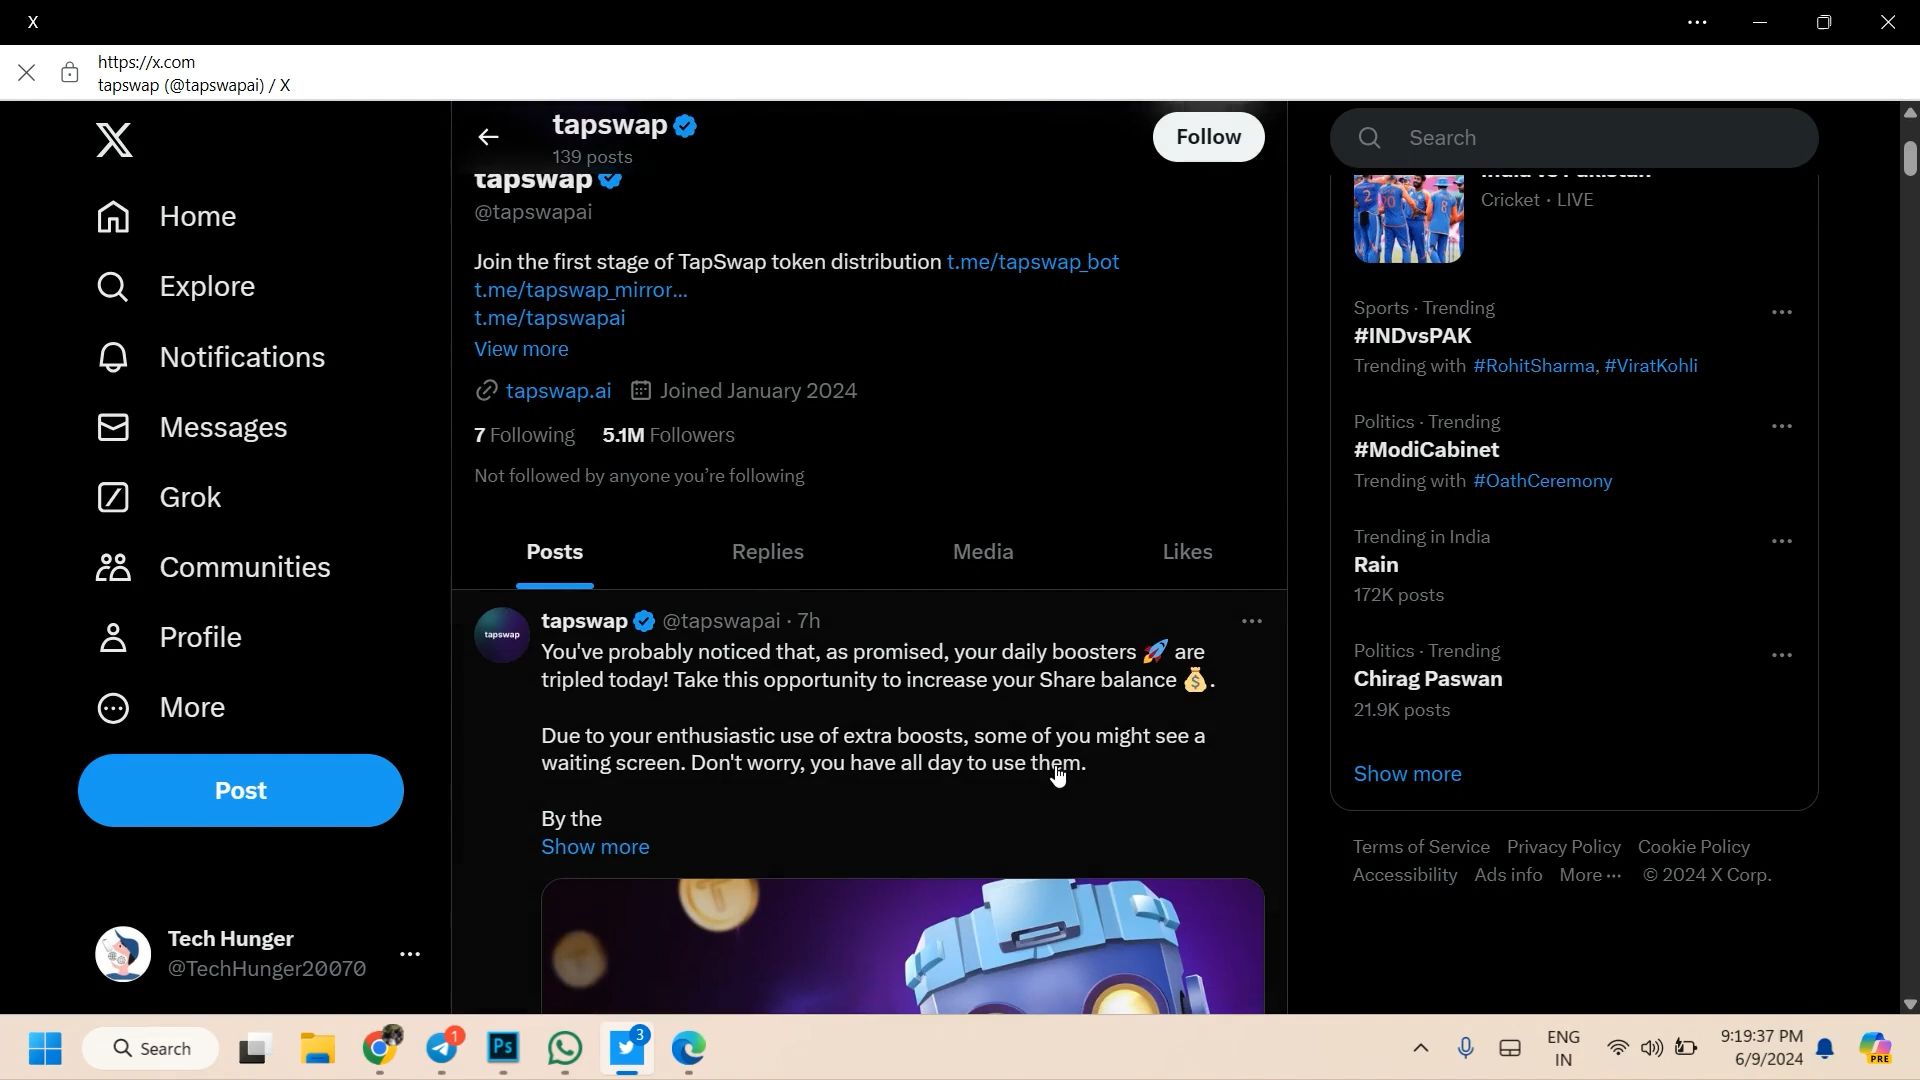 X
https://x.com
tapswap (@tapswapai) / X
Home
Explore
Notifications
Messages
Grok
Communities
Profile
More
Post
Tech Hunger
@TechHunger20070
tapswap
139 posts
Follow
tapswap
@tapswapai
Join the first stage of TapSwap token distribution t.me/tapswap_bot
t.me/tapswap_mirror...
t.me/tapswapai
View more
tapswap.ai Joined January 2024
7 Following 5.1M Followers
Not followed by anyone you're following
Posts Replies Media Likes
tapswap
tapswap @tapswapai · 7h
You've probably noticed that, as promised, your daily boosters 🚀 are
tripled today! Take this opportunity to increase your Share balance 💰.
Due to your enthusiastic use of extra boosts, some of you might see a
waiting screen. Don't worry, you have all day to use them.
By the
Show more
Search
India vs Pakistan
Cricket · LIVE
Sports · Trending
#INDvsPAK
Trending with #RohitSharma, #ViratKohli
Politics · Trending
#ModiCabinet
Trending with #OathCeremony
Trending in India
Rain
172K posts
Politics · Trending
Chirag Paswan
21.9K posts
Show more
Terms of Service Privacy Policy Cookie Policy
Accessibility Ads info More ··· © 2024 X Corp.
Search
1
Ps
3
ENG
IN
9:19:37 PM
6/9/2024
PRE